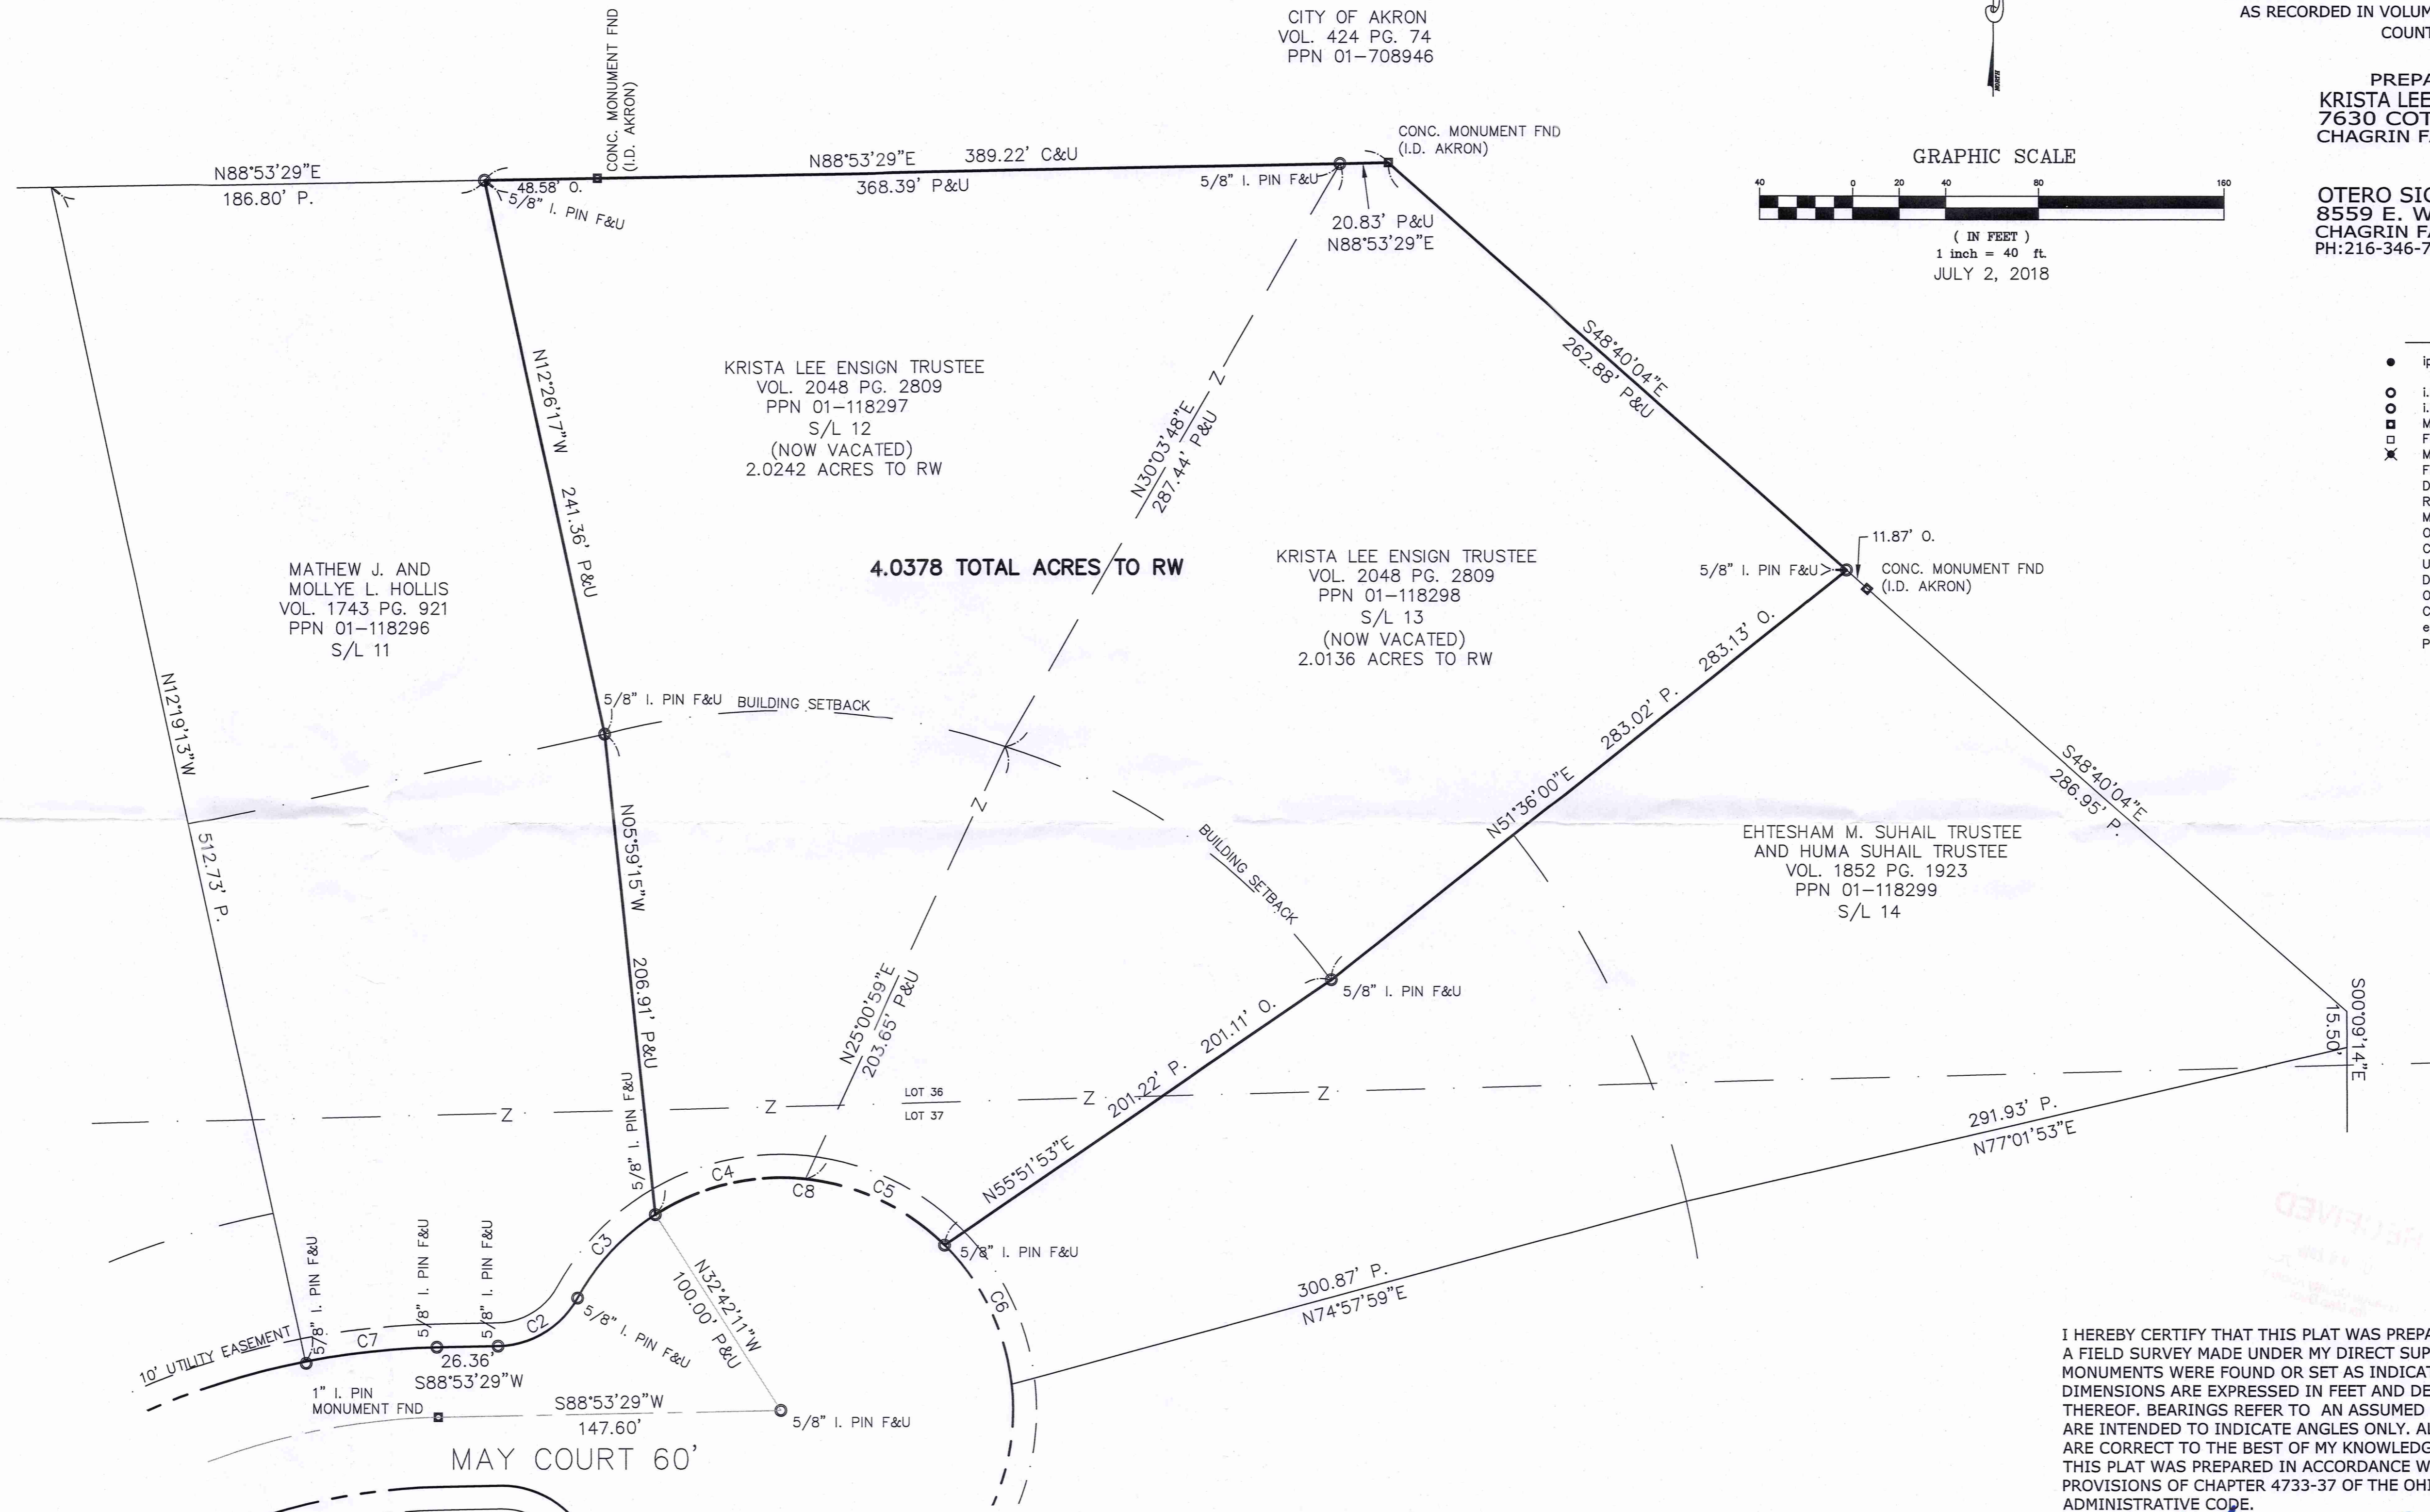 CITY OF AKRON
VOL. 424 PG. 74
PPN 01-708946
AS RECORDED IN
COUNT
PREPA
KRISTA LEE
7630 COT
CHAGRIN FA
OTERO SIG
8559 E. W
CHAGRIN FA
PH:216-346-7
NORTH
GRAPHIC SCALE
40 0 20 40 80 160
( IN FEET )
1 inch = 40 ft.
JULY 2, 2018
CONC. MONUMENT FND
(I.D. AKRON)
CONC. MONUMENT FND
(I.D. AKRON)
N88°53'29"E
186.80' P.
48.58' O.
5/8" I. PIN F&U
N88°53'29"E 389.22' C&U
368.39' P&U
5/8" I. PIN F&U
20.83' P&U
N88°53'29"E
S48°40'04"E
262.88' P&U
N12°26'17"W 241.36' P&U
KRISTA LEE ENSIGN TRUSTEE
VOL. 2048 PG. 2809
PPN 01-118297
S/L 12
(NOW VACATED)
2.0242 ACRES TO RW
Z
N30°03'48"E
287.44' P&U
4.0378 TOTAL ACRES TO RW
KRISTA LEE ENSIGN TRUSTEE
VOL. 2048 PG. 2809
PPN 01-118298
S/L 13
(NOW VACATED)
2.0136 ACRES TO RW
11.87' O.
5/8" I. PIN F&U
CONC. MONUMENT FND
(I.D. AKRON)
MATHEW J. AND
MOLLYE L. HOLLIS
VOL. 1743 PG. 921
PPN 01-118296
S/L 11
N12°19'13"W 512.73' P.
5/8" I. PIN F&U
BUILDING SETBACK
N51°36'00"E 283.02' P. 283.13' O.
S48°40'04"E
286.95' P.
Z
BUILDING SETBACK
EHTESHAM M. SUHAIL TRUSTEE
AND HUMA SUHAIL TRUSTEE
VOL. 1852 PG. 1923
PPN 01-118299
S/L 14
N05°59'15"W 206.91' P&U
N25°00'59"E
203.65' P&U
5/8" I. PIN F&U
S00°09'14"E
15.50'
N55°51'53"E 201.22' P. 201.11' O.
LOT 36
LOT 37
Z Z Z Z
291.93' P.
N77°01'53"E
5/8" I. PIN F&U
C4
C8
C5
C3
5/8" I. PIN F&U
C6
N32°42'11"W
100.00' P&U
300.87' P.
N74°57'59"E
5/8" I. PIN F&U
5/8" I. PIN F&U
5/8" I. PIN F&U
C7
C2
5/8" I. PIN F&U
10' UTILITY EASEMENT
26.36'
S88°53'29"W
1" I. PIN
MONUMENT FND
S88°53'29"W
147.60'
5/8" I. PIN F&U
MAY COURT 60'
I HEREBY CERTIFY THAT THIS PLAT WAS PREPA
A FIELD SURVEY MADE UNDER MY DIRECT SUP
MONUMENTS WERE FOUND OR SET AS INDICAT
DIMENSIONS ARE EXPRESSED IN FEET AND DE
THEREOF. BEARINGS REFER TO AN ASSUMED
ARE INTENDED TO INDICATE ANGLES ONLY. AL
ARE CORRECT TO THE BEST OF MY KNOWLEDG
THIS PLAT WAS PREPARED IN ACCORDANCE W
PROVISIONS OF CHAPTER 4733-37 OF THE OHI
ADMINISTRATIVE CODE.